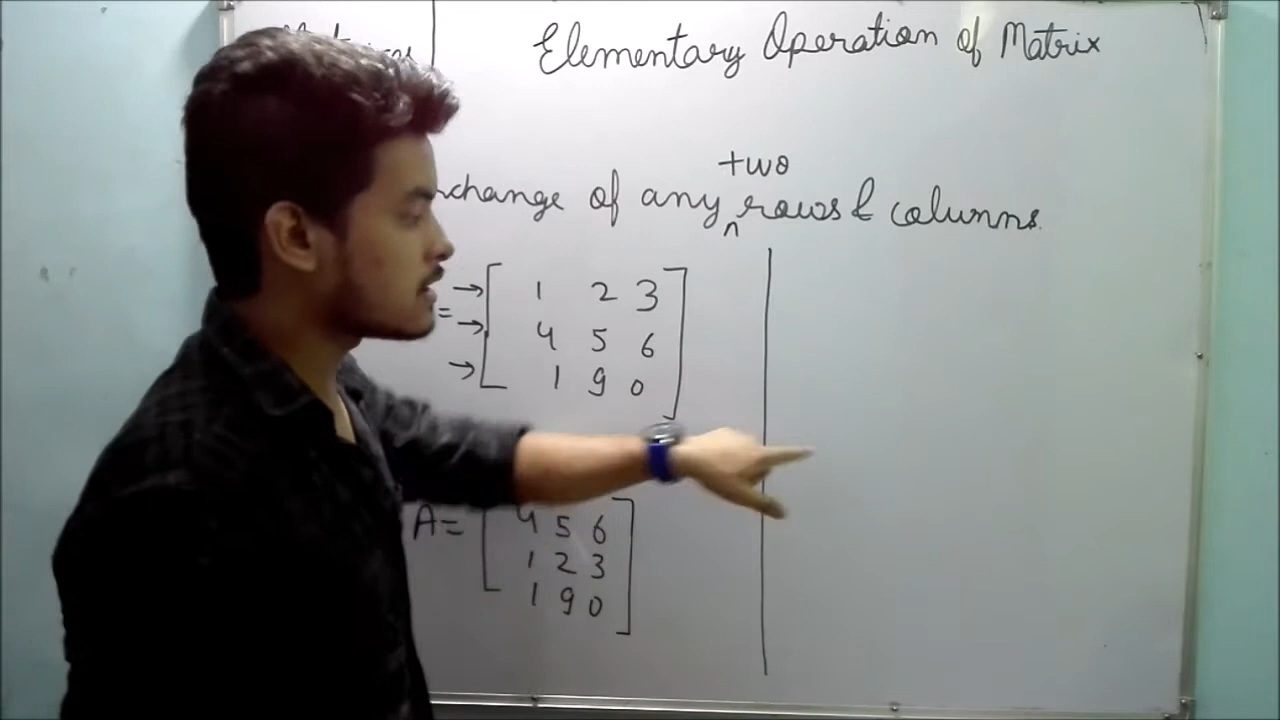 Elementary Operation of Matrix
two
change of any ^ rows & columns.
= → [ 1 2 3 ]
→ 4 5 6
→ 1 9 0
A = [ 4 5 6 ]
1 2 3
1 9 0